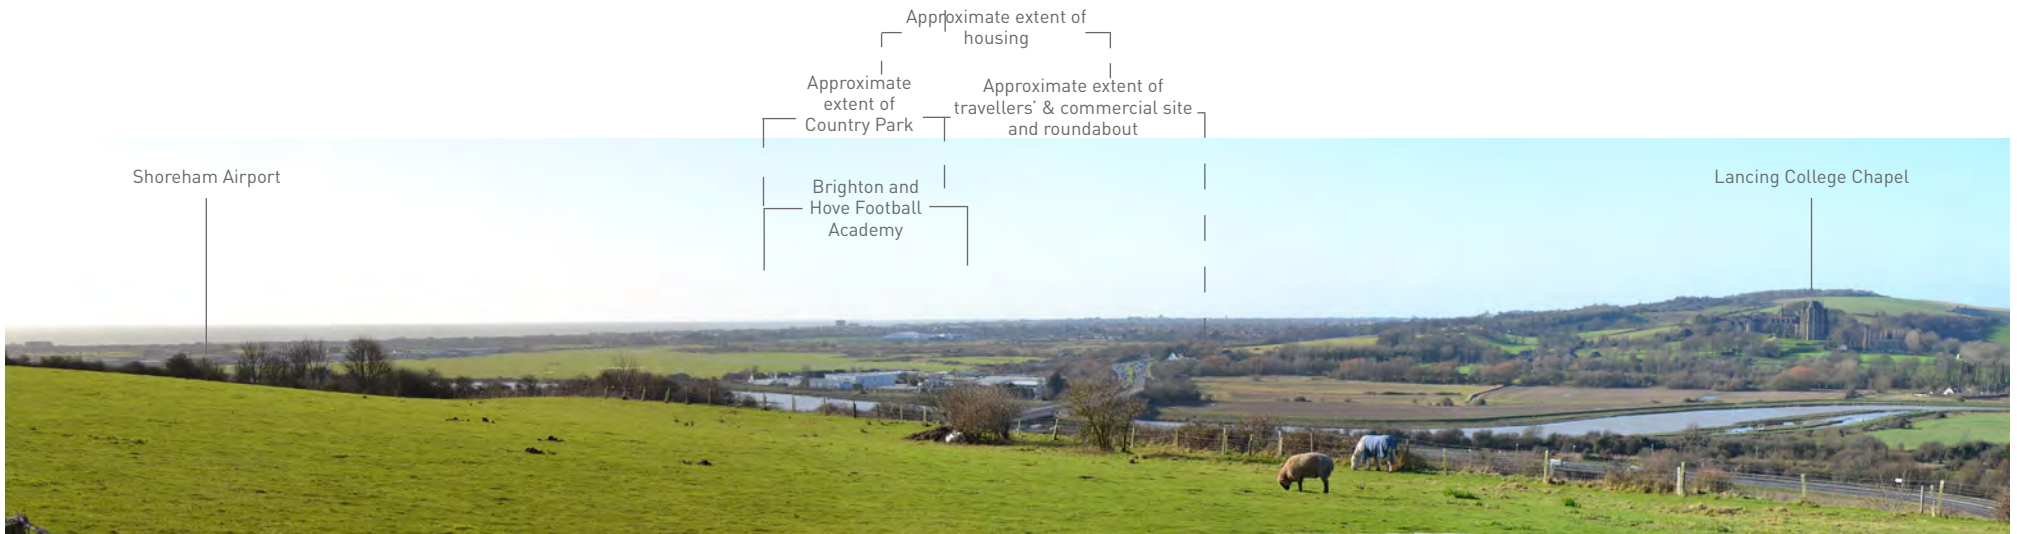 Approximate extent of
housing
Approximate
extent of
Country Park
Approximate extent of
travellers' & commercial site
and roundabout
Shoreham Airport
Brighton and
Hove Football
Academy
Lancing College Chapel